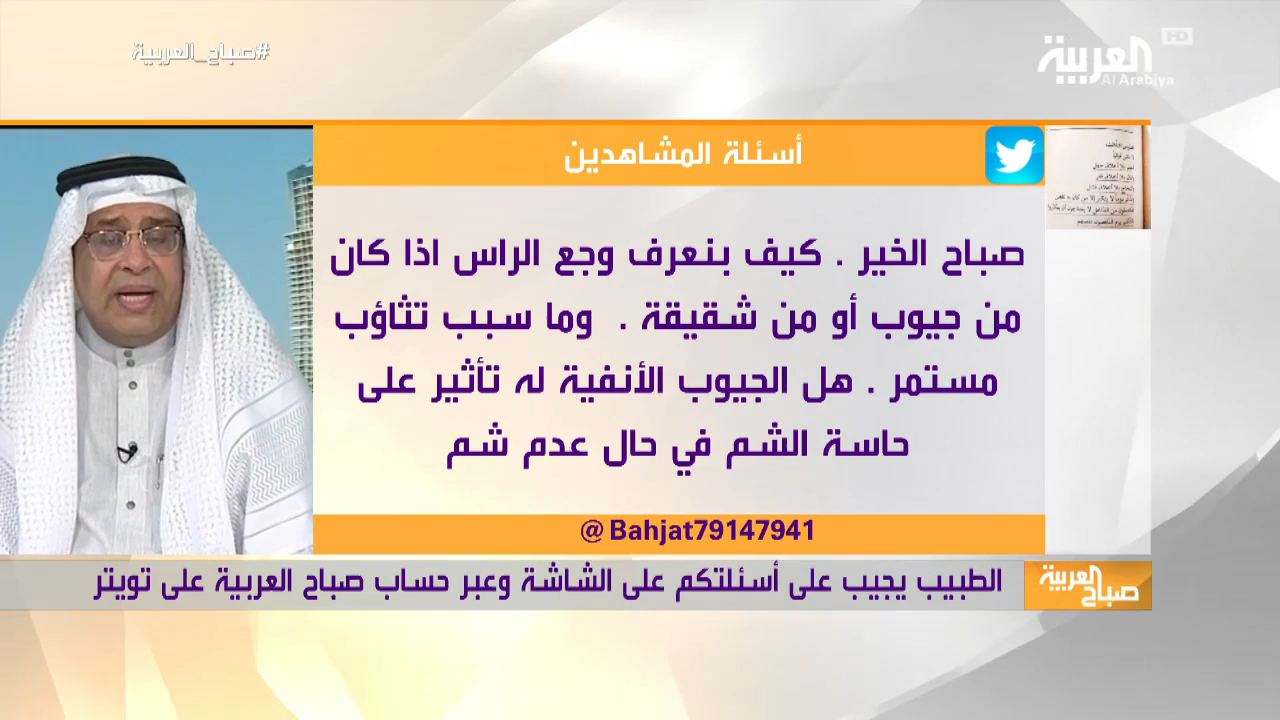 #صباح_العربية
العربية HD
Al Arabiya
أسئلة المشاهدين
صباح الخير . كيف بنعرف وجع الراس اذا كان
من جيوب أو من شقيقة . وما سبب تثاؤب
مستمر . هل الجيوب الأنفية له تأثير على
حاسة الشم في حال عدم شم
@Bahjat79147941
الطبيب يجيب على أسئلتكم على الشاشة وعبر حساب صباح العربية على تويتر
صباح العربية